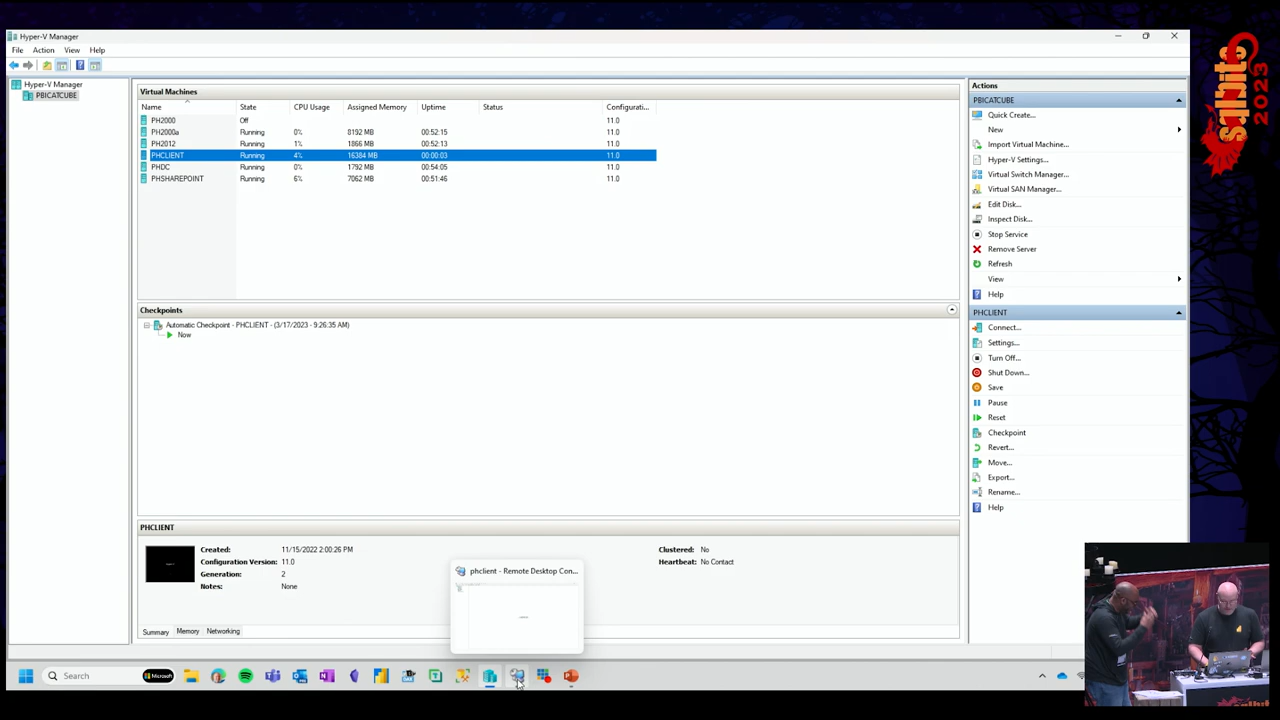 Hyper-V Manager
File Action View Help
Hyper-V Manager
PBICATCUBE
Virtual Machines
Name State CPU Usage Assigned Memory Uptime Status Configurati...
PH2000 Off 11.0
PH2000a Running 0% 8192 MB 00:52:15 11.0
PH2012 Running 1% 1866 MB 00:52:13 11.0
PHCLIENT Running 4% 16384 MB 00:00:03 11.0
PHDC Running 0% 1792 MB 00:54:05 11.0
PHSHAREPOINT Running 6% 7062 MB 00:51:46 11.0
Checkpoints
Automatic Checkpoint - PHCLIENT - (3/17/2023 - 9:26:35 AM)
Now
PHCLIENT
Created: 11/15/2022 2:00:26 PM Clustered: No
Configuration Version: 11.0 Heartbeat: No Contact
Generation: 2
Notes: None
Summary Memory Networking
phclient - Remote Desktop Con...
Actions
PBICATCUBE
Quick Create...
New
Import Virtual Machine...
Hyper-V Settings...
Virtual Switch Manager...
Virtual SAN Manager...
Edit Disk...
Inspect Disk...
Stop Service
Remove Server
Refresh
View
Help
PHCLIENT
Connect...
Settings...
Turn Off...
Shut Down...
Save
Pause
Reset
Checkpoint
Revert...
Move...
Export...
Rename...
Help
Search
Microsoft
sqlbits
2023